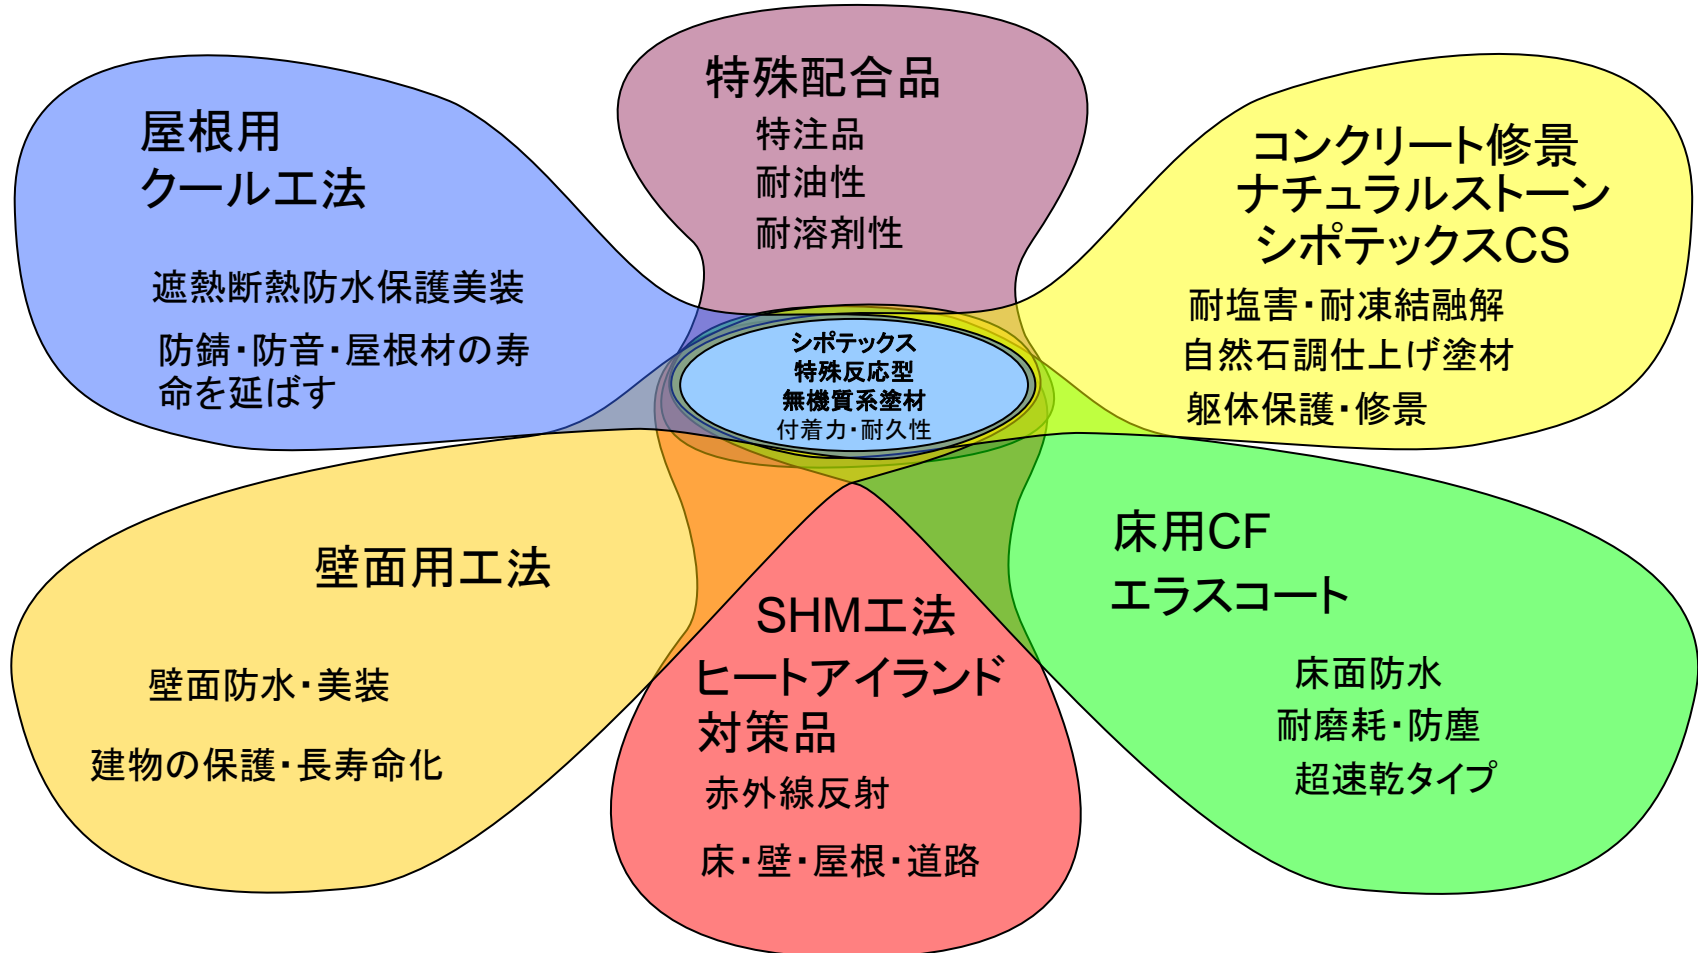 特殊配合品
特注品
耐油性
耐溶剤性
屋根用
クール工法
遮熱断熱防水保護美装
防錆・防音・屋根材の寿
命を延ばす
コンクリート修景
ナチュラルストーン
シポテックスCS
耐塩害・耐凍結融解
自然石調仕上げ塗材
躯体保護・修景
シポテックス
特殊反応型
無機質系塗材
付着力・耐久性
壁面用工法
壁面防水・美装
建物の保護・長寿命化
SHM工法
ヒートアイランド
対策品
赤外線反射
床・壁・屋根・道路
床用CF
エラスコート
床面防水
耐磨耗・防塵
超速乾タイプ